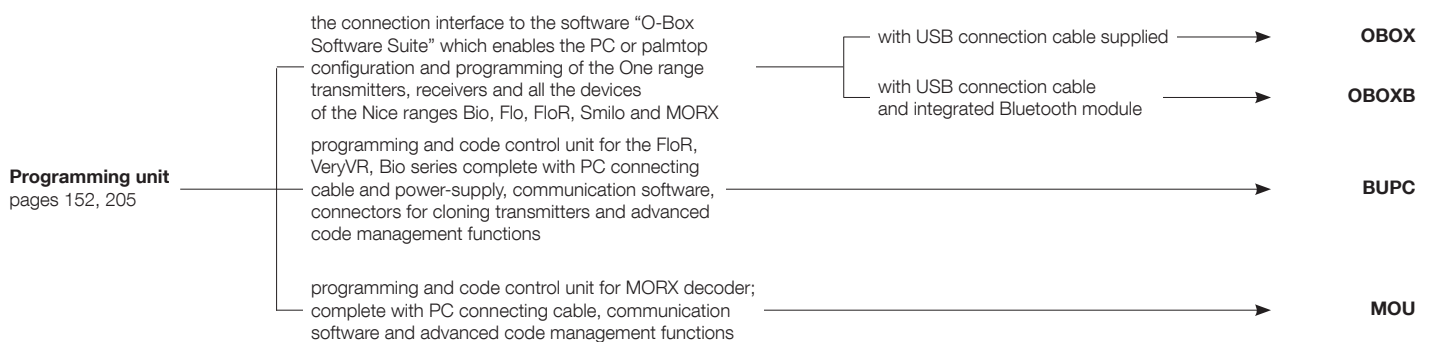 the connection interface to the software “O-Box
Software Suite” which enables the PC or palmtop
configuration and programming of the One range
transmitters, receivers and all the devices
of the Nice ranges Bio, Flo, FloR, Smilo and MORX
with USB connection cable supplied
OBOX
with USB connection cable
and integrated Bluetooth module
OBOXB
Programming unit
pages 152, 205
programming and code control unit for the FloR,
VeryVR, Bio series complete with PC connecting
cable and power-supply, communication software,
connectors for cloning transmitters and advanced
code management functions
BUPC
programming and code control unit for MORX decoder;
complete with PC connecting cable, communication
software and advanced code management functions
MOU